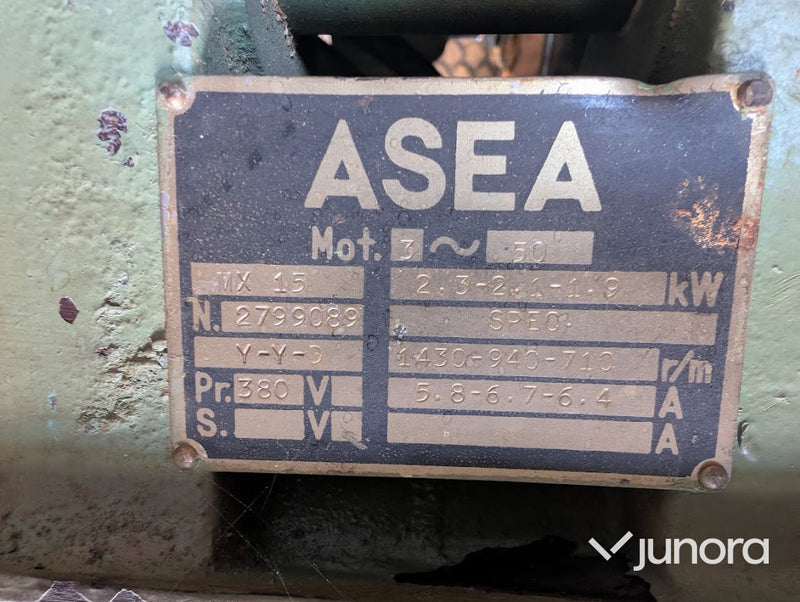 ASEA
Mot. 3 ~ 50
MX 15 2.3-2.1-1.9 kW
N. 2799089 SPEC.
Y-Y-D 1430-940-710 r/m
Pr. 380 V 5.8-6.7-6.4 A
S. V A
junora